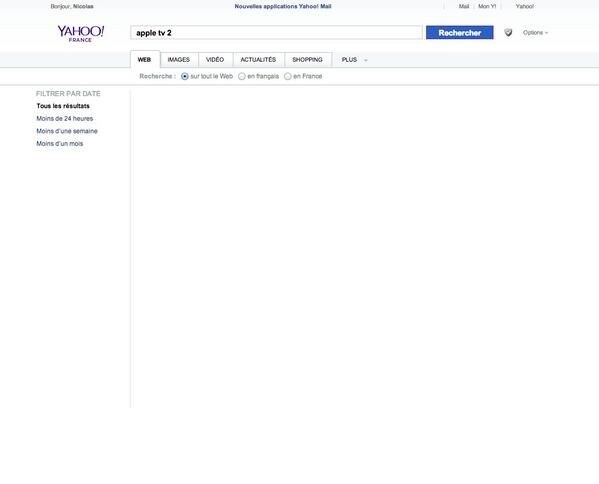 Bonjour, Nicolas
Nouvelles applications Yahoo! Mail
Mail
Mon Y!
Yahoo!
YAHOO!
FRANCE
apple tv 2
Rechercher
Options
WEB
IMAGES
VIDÉO
ACTUALITÉS
SHOPPING
PLUS
Recherche : sur tout le Web en français en France
FILTRER PAR DATE
Tous les résultats
Moins de 24 heures
Moins d'une semaine
Moins d'un mois